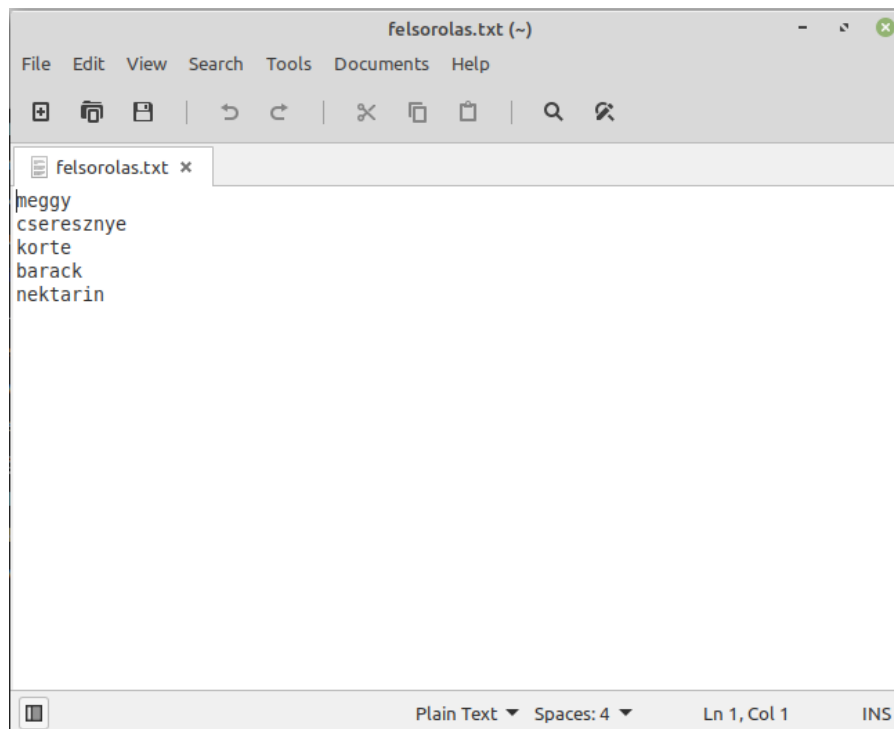 felsorolas.txt (~)
File Edit View Search Tools Documents Help
felsorolas.txt
meggy
cseresznye
korte
barack
nektarin
Plain Text Spaces: 4 Ln 1, Col 1 INS